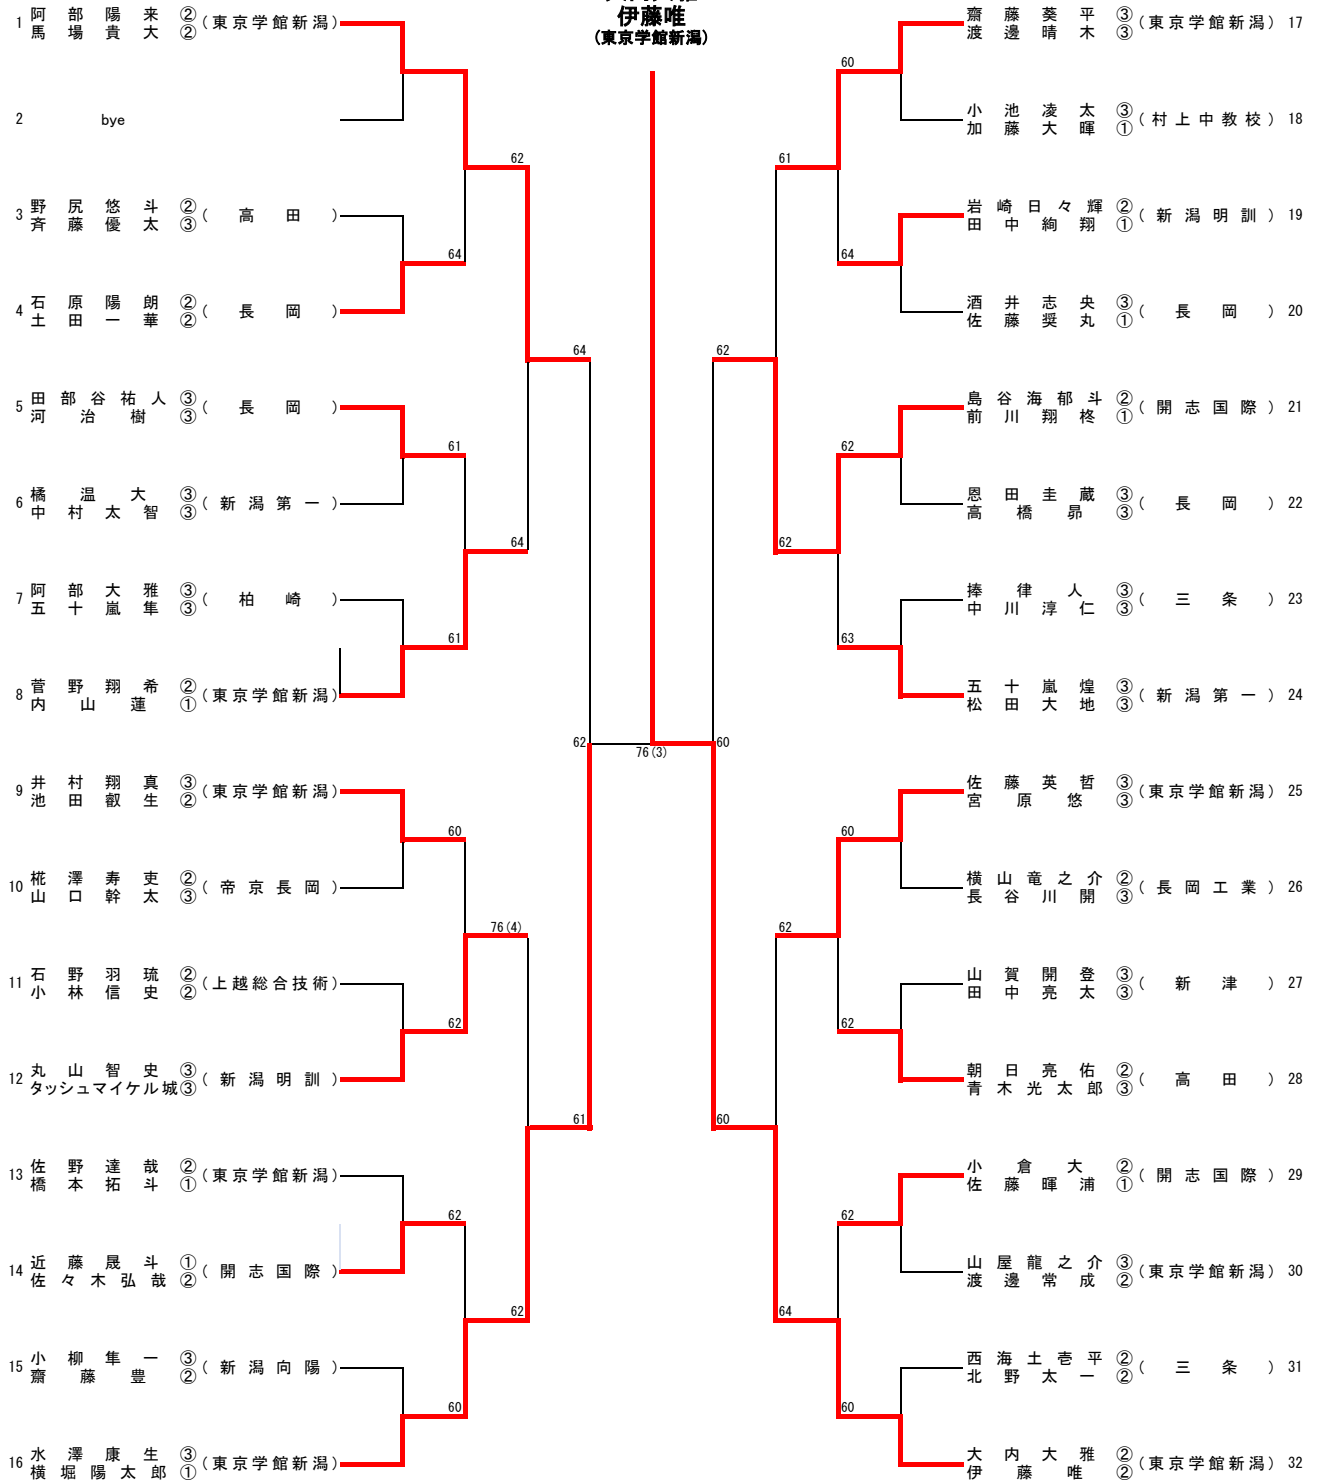 伊藤唯
(東京学館新潟)
1 阿部陽来 ② (東京学館新潟)
馬場貴大 ②
2 bye
62
3 野尻悠斗 ② (高田)
斉藤優太 ③
64
4 石原陽朗 ② (長岡)
土田一華 ②
64
5 田部谷祐人 ③ (長岡)
河治樹 ③
61
6 橘温大 ③ (新潟第一)
中村太智 ③
64
7 阿部大雅 ③ (柏崎)
五十嵐隼 ③
61
8 菅野翔希 ② (東京学館新潟)
内山蓮 ①
62
76(3)
9 井村翔真 ③ (東京学館新潟)
池田叡生 ②
60
10 椛澤寿吏 ② (帝京長岡)
山口幹太 ③
76(4)
11 石野羽琉 ② (上越総合技術)
小林信史 ②
62
12 丸山智史 ③ (新潟明訓)
タッシュマイケル城 ③
61
13 佐野達哉 ② (東京学館新潟)
橋本拓斗 ①
62
14 近藤晟斗 ① (開志国際)
佐々木弘哉 ②
62
15 小柳隼一 ③ (新潟向陽)
齋藤豊 ②
60
16 水澤康生 ③ (東京学館新潟)
横堀陽太郎 ①
齋藤葵平 ③ (東京学館新潟) 17
渡邊晴木 ③
60
小池凌太 ③ (村上中教校) 18
加藤大暉 ①
61
岩崎日々輝 ② (新潟明訓) 19
田中絢翔 ①
64
酒井志央 ③ (長岡) 20
佐藤奨丸 ①
62
島谷海郁斗 ② (開志国際) 21
前川翔柊 ①
62
恩田圭蔵 ③ (長岡) 22
高橋昴 ③
62
捧律人 ③ (三条) 23
中川淳仁 ③
63
五十嵐煌 ③ (新潟第一) 24
松田大地 ③
60
佐藤英哲 ③ (東京学館新潟) 25
宮原悠 ③
60
横山竜之介 ② (長岡工業) 26
長谷川開 ③
62
山賀開登 ③ (新津) 27
田中亮太 ③
62
朝日亮佑 ② (高田) 28
青木光太郎 ③
60
小倉大 ② (開志国際) 29
佐藤暉浦 ①
62
山屋龍之介 ③ (東京学館新潟) 30
渡邊常成 ②
64
西海土壱平 ② (三条) 31
北野太一 ②
60
大内大雅 ② (東京学館新潟) 32
伊藤唯 ②